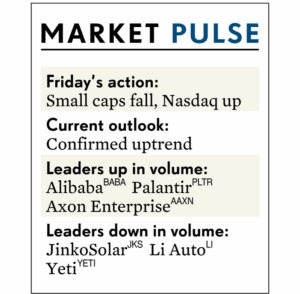 MARKET PULSE
Friday's action:
Small caps fall, Nasdaq up
Current outlook:
Confirmed uptrend
Leaders up in volume:
Alibaba BABA Palantir PLTR
Axon Enterprise AAXN
Leaders down in volume:
JinkoSolar JKS Li Auto LI
Yeti YETI